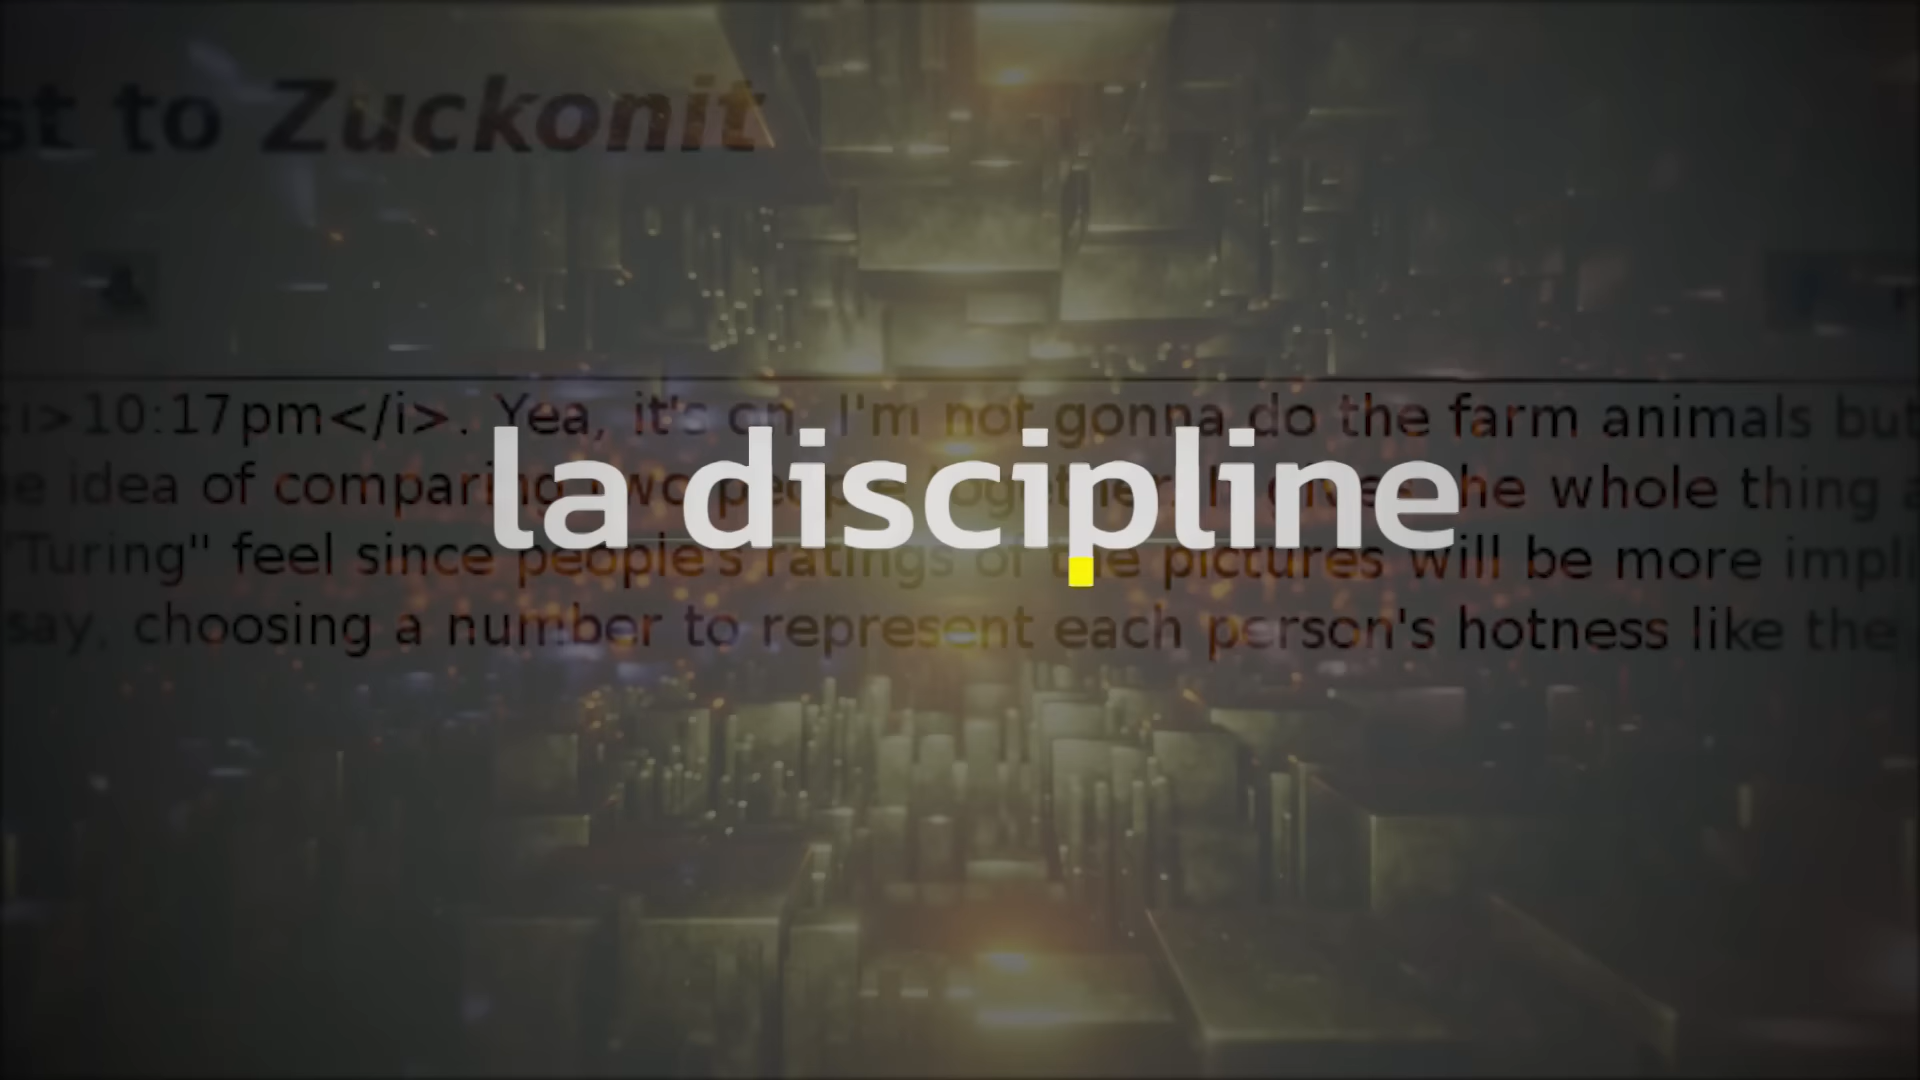 st to Zuckonit
i>10:17pm</i>. Yea, it's on. I'm not gonna do the farm animals but
e idea of comparing two people together. It gives the whole thing a
"Turing" feel since people's ratings of the pictures will be more impli
say, choosing a number to represent each person's hotness like the
la discipline